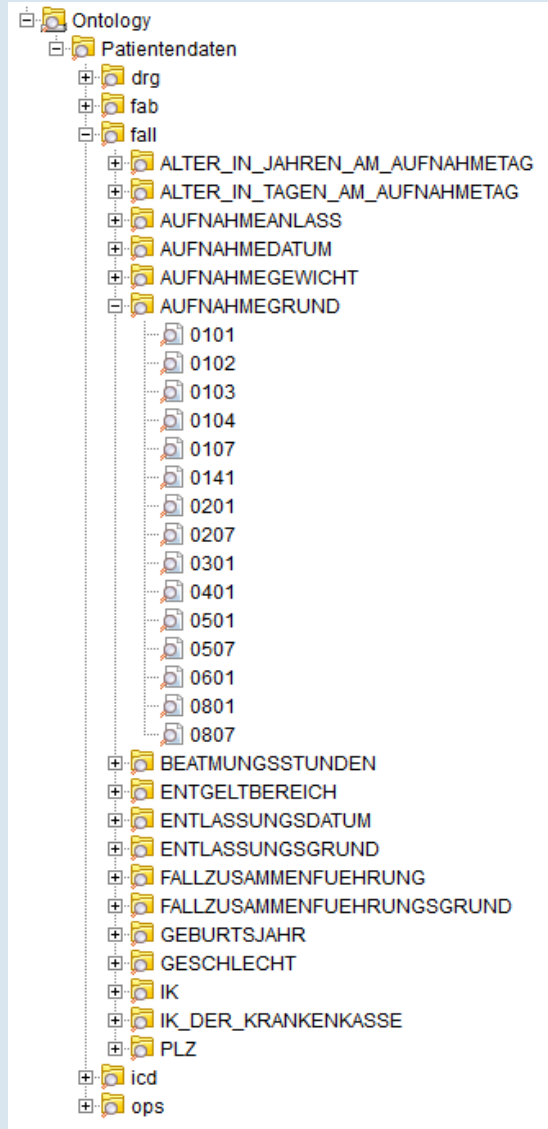 Ontology
Patientendaten
drg
fab
fall
ALTER_IN_JAHREN_AM_AUFNAHMETAG
ALTER_IN_TAGEN_AM_AUFNAHMETAG
AUFNAHMEANLASS
AUFNAHMEDATUM
AUFNAHMEGEWICHT
AUFNAHMEGRUND
0101
0102
0103
0104
0107
0141
0201
0207
0301
0401
0501
0507
0601
0801
0807
BEATMUNGSSTUNDEN
ENTGELTBEREICH
ENTLASSUNGSDATUM
ENTLASSUNGSGRUND
FALLZUSAMMENFUEHRUNG
FALLZUSAMMENFUEHRUNGSGRUND
GEBURTSJAHR
GESCHLECHT
IK
IK_DER_KRANKENKASSE
PLZ
icd
ops